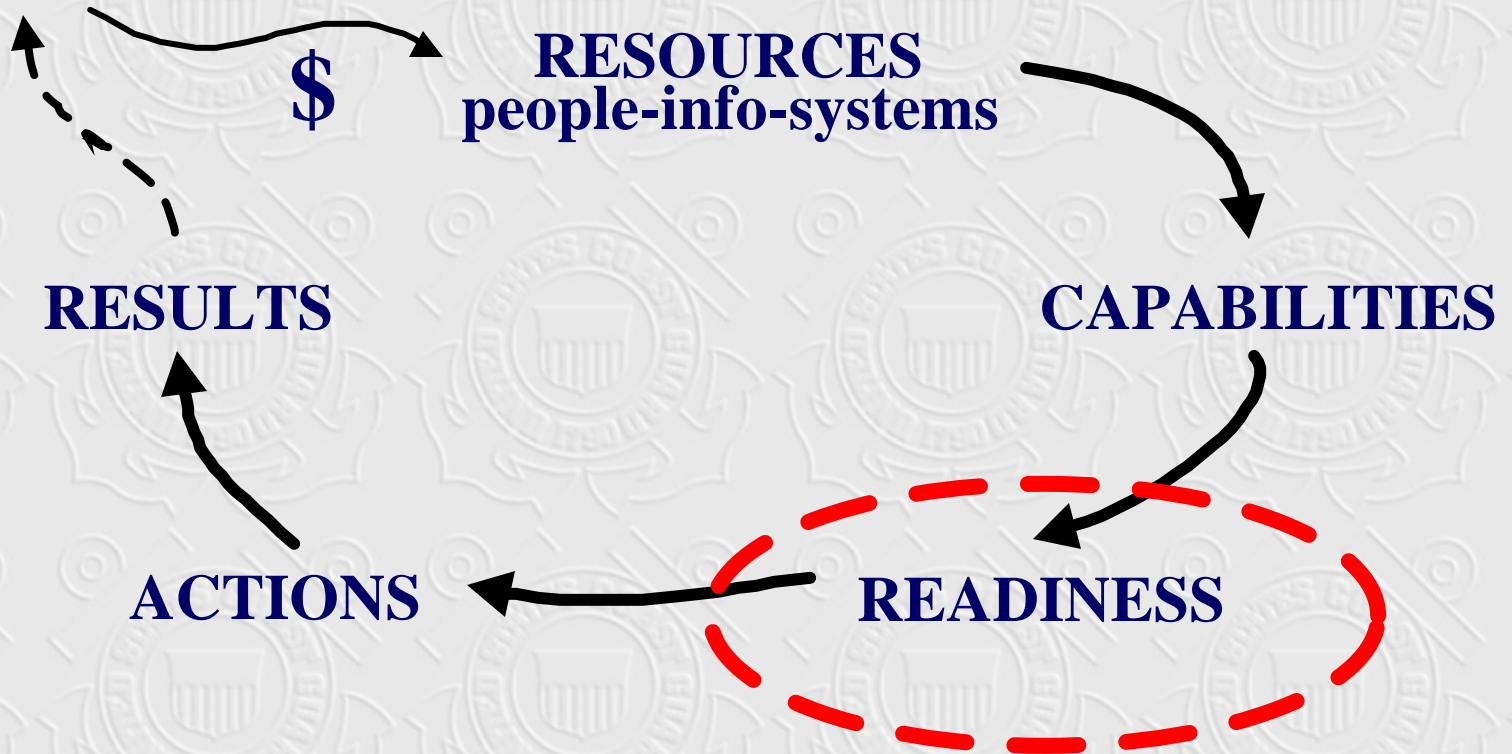 $
RESOURCES
people-info-systems
RESULTS
CAPABILITIES
ACTIONS
READINESS